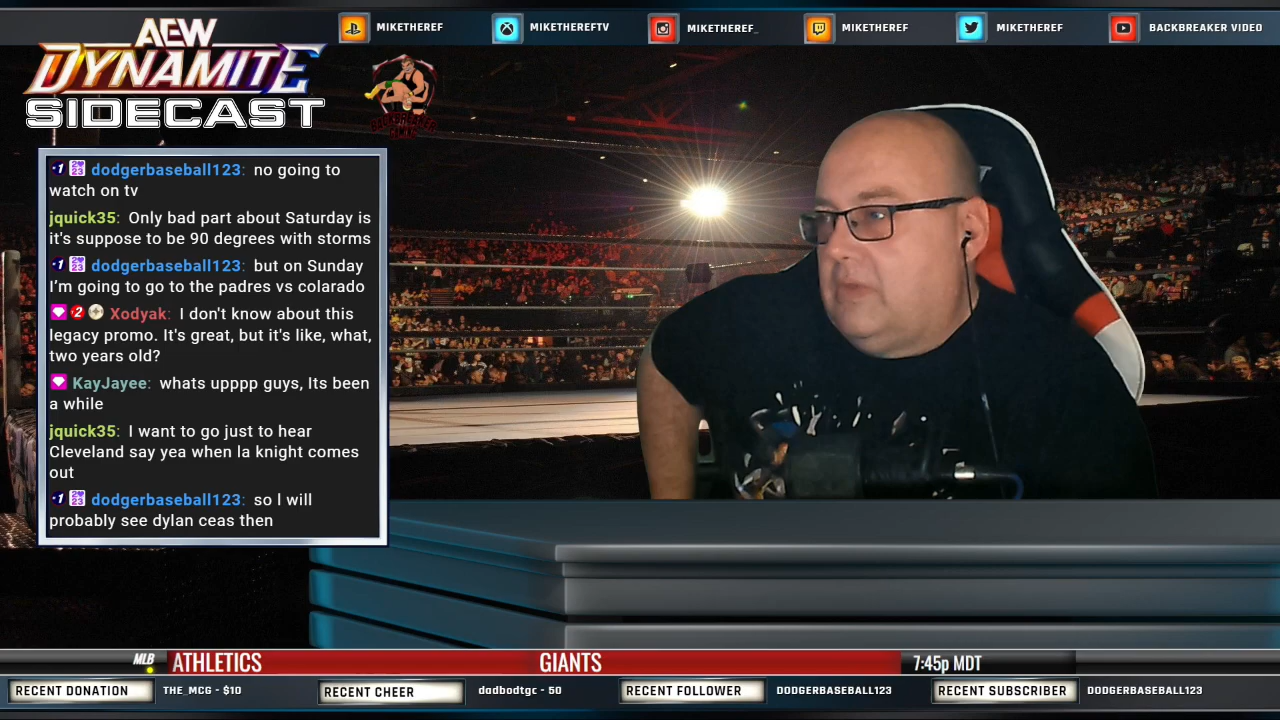 MIKETHEREF
MIKETHEREFTV
MIKETHEREF_
MIKETHEREF
MIKETHEREF
BACKBREAKER VIDEO
AEW
DYNAMITE
SIDECAST
dodgerbaseball123: no going to
watch on tv
jquick35: Only bad part about Saturday is
it's suppose to be 90 degrees with storms
dodgerbaseball123: but on Sunday
I'm going to go to the padres vs colarado
Xodyak: I don't know about this
legacy promo. It's great, but it's like, what,
two years old?
KayJayee: whats upppp guys, Its been
a while
jquick35: I want to go just to hear
Cleveland say yea when la knight comes
out
dodgerbaseball123: so I will
probably see dylan ceas then
MLB ATHLETICS GIANTS 7:45p MDT
RECENT DONATION THE_MCG - $10 RECENT CHEER dadbodtgc - 50 RECENT FOLLOWER DODGERBASEBALL123 RECENT SUBSCRIBER DODGERBASEBALL123